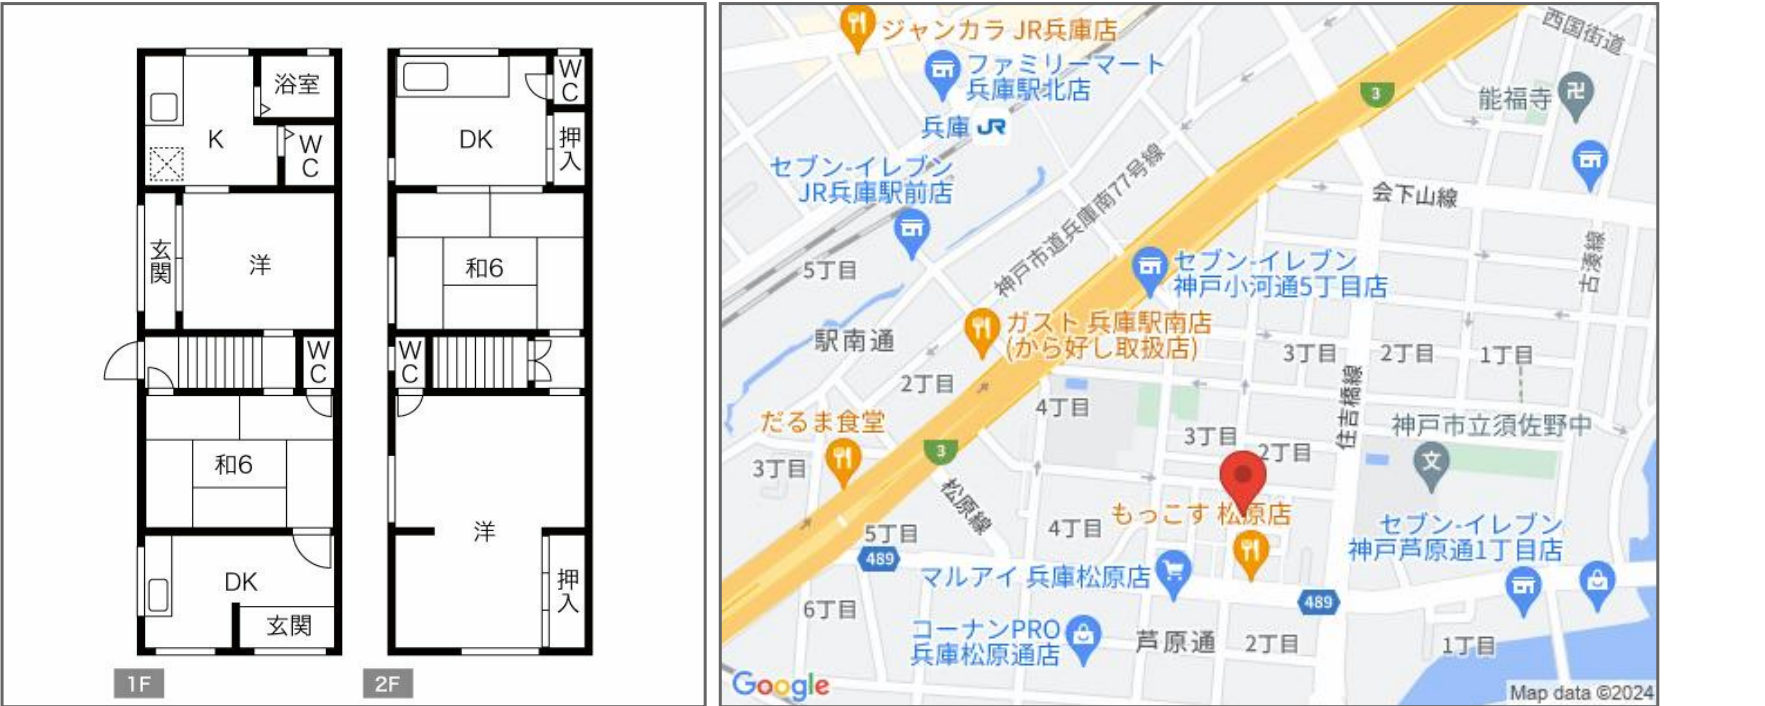 浴室
K
WC
玄関
洋
WC
和6
DK
玄関
1F
WC
DK
押入
和6
WC
洋
押入
2F
ジャンカラ JR兵庫店
西国街道
ファミリーマート
兵庫駅北店
3
能福寺
兵庫 JR
セブン-イレブン
JR兵庫駅前店
神戸市道兵庫南77号線
会下山線
古湊線
5丁目
セブン-イレブン
神戸小河通5丁目店
駅南通
ガスト 兵庫駅南店
(から好し取扱店)
3丁目
2丁目
1丁目
2丁目
4丁目
住吉橋線
だるま食堂
3丁目
神戸市立須佐野中
文
3
3丁目
2丁目
松原線
もっこす 松原店
5丁目
4丁目
セブン-イレブン
神戸芦原通1丁目店
489
マルアイ 兵庫松原店
489
6丁目
コーナンPRO
兵庫松原通店
芦原通
2丁目
1丁目
Google
Map data ©2024